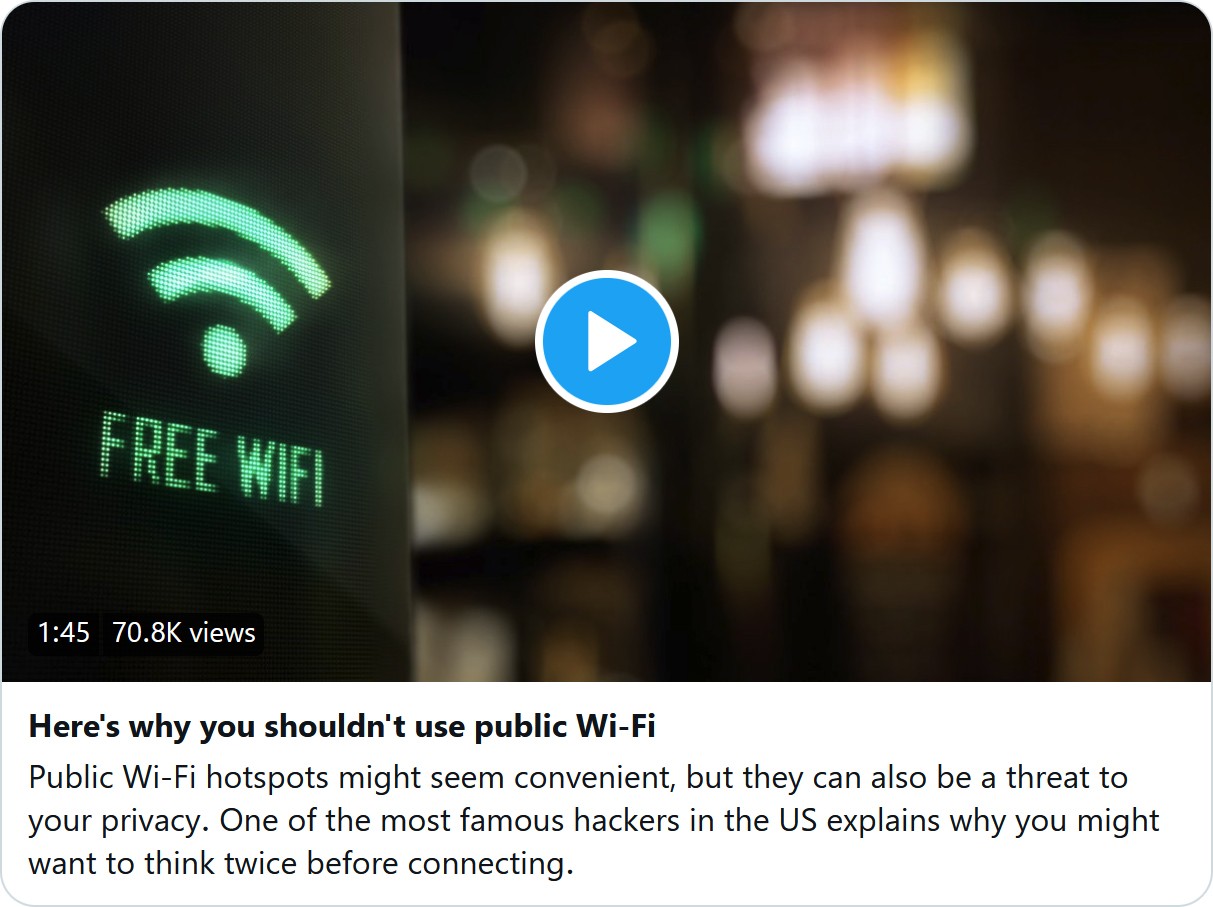 FREE WIFI
1:45 70.8K views
Here's why you shouldn't use public Wi-Fi
Public Wi-Fi hotspots might seem convenient, but they can also be a threat to
your privacy. One of the most famous hackers in the US explains why you might
want to think twice before connecting.